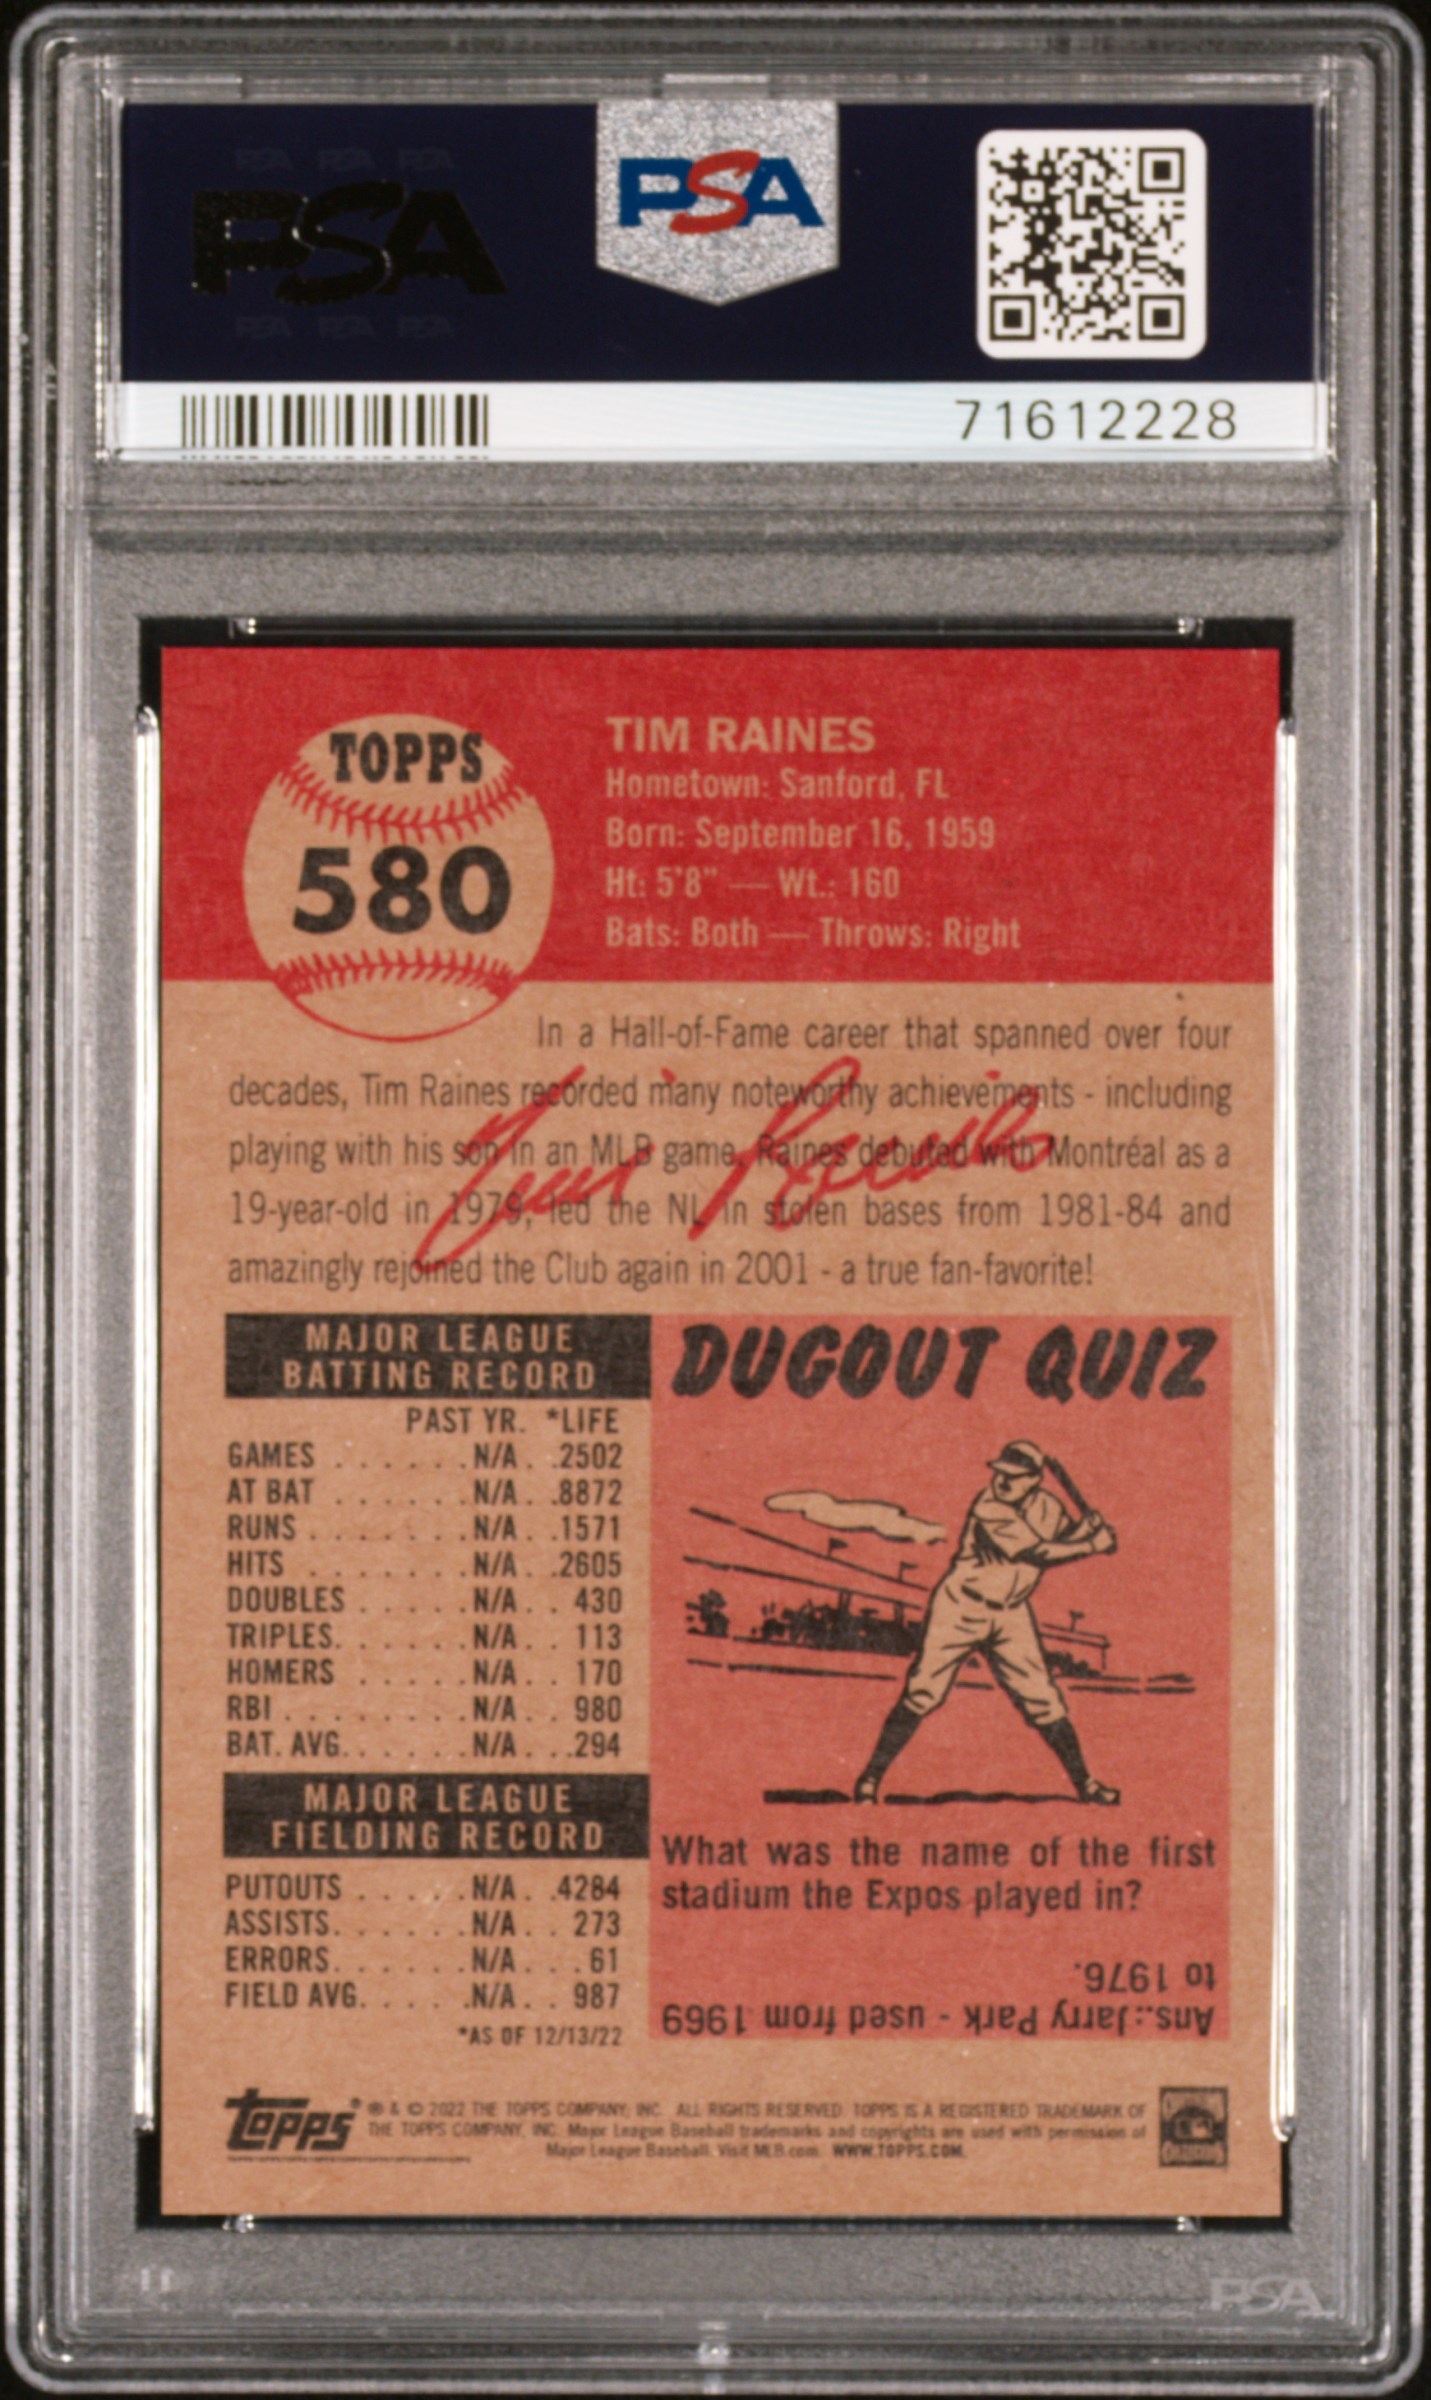 PSA PSA PSA
PSA
PSA PSA PSA
PSA
71612228
TOPPS
580
TIM RAINES
Hometown: Sanford, FL
Born: September 16, 1959
Ht: 5'8" — Wt.: 160
Bats: Both — Throws: Right
In a Hall-of-Fame career that spanned over four
decades, Tim Raines recorded many noteworthy achievements - including
playing with his son in an MLB game. Raines debuted with Montréal as a
19-year-old in 1979, led the NL in stolen bases from 1981-84 and
amazingly rejoined the Club again in 2001 - a true fan-favorite!
Tim Raines
MAJOR LEAGUE
BATTING RECORD
PAST YR. *LIFE
GAMES . . . . . . N/A . .2502
AT BAT . . . . . . N/A . .8872
RUNS . . . . . . . N/A . .1571
HITS . . . . . . . N/A . .2605
DOUBLES . . . . . N/A . . 430
TRIPLES. . . . . . N/A . . 113
HOMERS . . . . . N/A . . 170
RBI . . . . . . . . N/A . . 980
BAT. AVG. . . . . . N/A . . .294
MAJOR LEAGUE
FIELDING RECORD
PUTOUTS . . . . . N/A . .4284
ASSISTS. . . . . . N/A . . 273
ERRORS. . . . . . N/A . . . 61
FIELD AVG. . . . . N/A . . 987
*AS OF 12/13/22
DUGOUT QUIZ
What was the name of the first
stadium the Expos played in?
Ans.: Jarry Park - used from 1969
to 1976.
topps ® & © 2022 THE TOPPS COMPANY, INC. ALL RIGHTS RESERVED. TOPPS IS A REGISTERED TRADEMARK OF
THE TOPPS COMPANY, INC. Major League Baseball trademarks and copyrights are used with permission of
Major League Baseball. Visit MLB.com. WWW.TOPPS.COM.
PSA